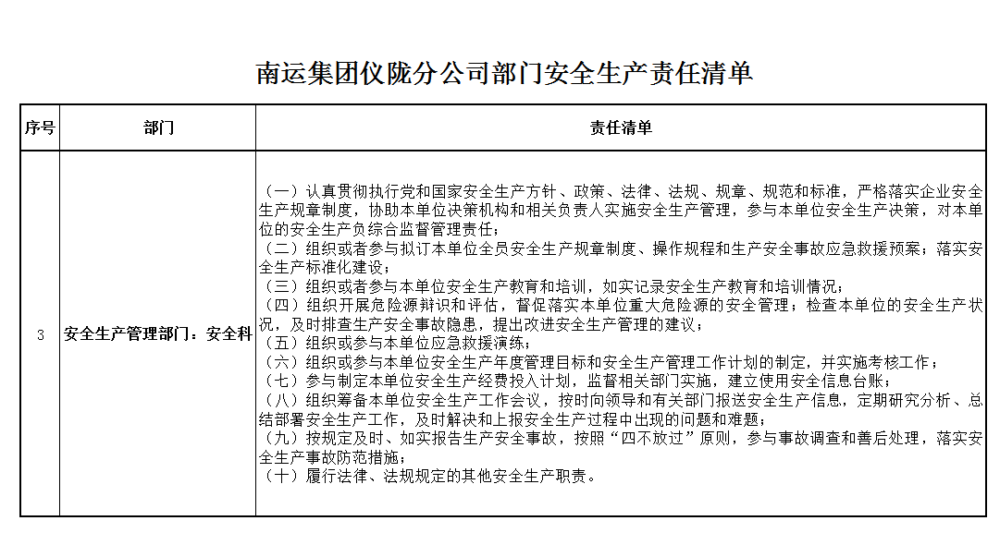 南运集团仪陇分公司部门安全生产责任清单
序号 部门 责任清单
3 安全生产管理部门：安全科
（一）认真贯彻执行党和国家安全生产方针、政策、法律、法规、规章、规范和标准，严格落实企业安全
生产规章制度，协助本单位决策机构和相关负责人实施安全生产管理，参与本单位安全生产决策，对本单
位的安全生产负综合监督管理责任；
（二）组织或者参与拟订本单位全员安全生产规章制度、操作规程和生产安全事故应急救援预案；落实安
全生产标准化建设；
（三）组织或者参与本单位安全生产教育和培训，如实记录安全生产教育和培训情况；
（四）组织开展危险源辩识和评估，督促落实本单位重大危险源的安全管理；检查本单位的安全生产状
况，及时排查生产安全事故隐患，提出改进安全生产管理的建议；
（五）组织或参与本单位应急救援演练；
（六）组织或参与本单位安全生产年度管理目标和安全生产管理工作计划的制定，并实施考核工作；
（七）参与制定本单位安全生产经费投入计划，监督相关部门实施，建立使用安全信息台账；
（八）组织筹备本单位安全生产工作会议，按时向领导和有关部门报送安全生产信息，定期研究分析、总
结部署安全生产工作，及时解决和上报安全生产过程中出现的问题和难题；
（九）按规定及时、如实报告生产安全事故，按照“四不放过”原则，参与事故调查和善后处理，落实安
全生产事故防范措施；
（十）履行法律、法规规定的其他安全生产职责。